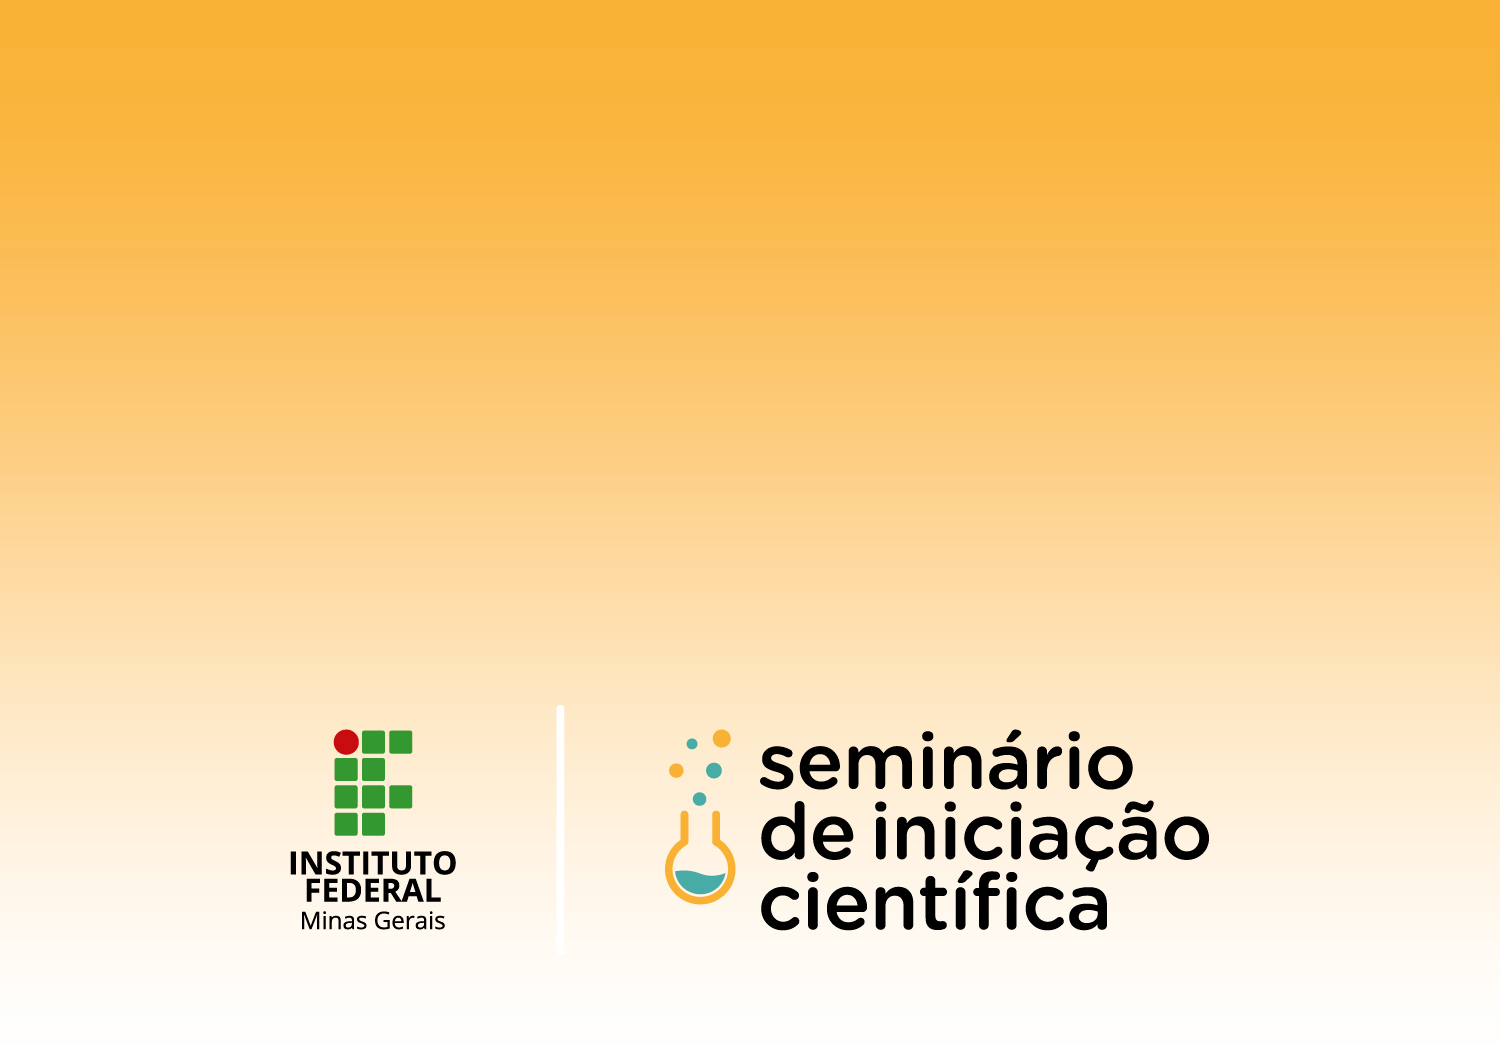 INSTITUTO
FEDERAL
Minas Gerais
seminário
de iniciação
científica